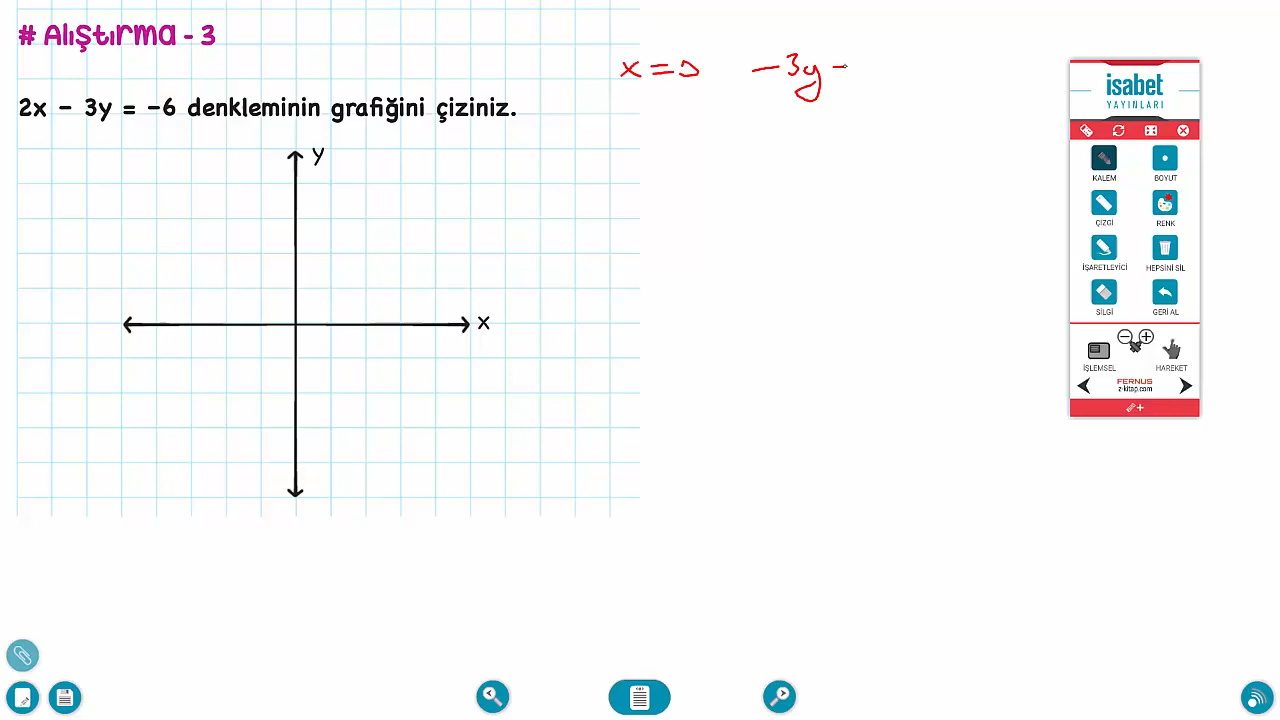 # Alıştırma - 3
x = 0 - 3y -
2x - 3y = -6 denkleminin grafiğini çiziniz.
y
x
isabet
YAYINLARI
KALEM
BOYUT
ÇİZGİ
RENK
İŞARETLEYİCİ
HEPSİNİ SİL
SİLGİ
GERİ AL
İŞLEMSEL
HAREKET
FERNUS
z-kitap.com